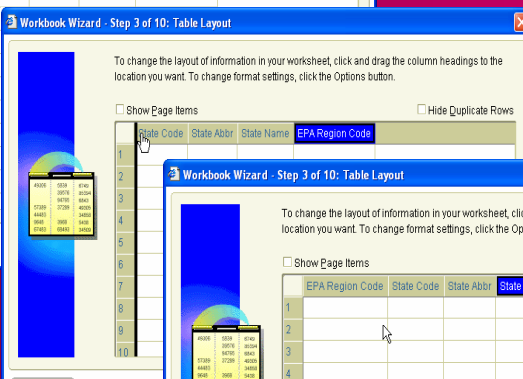 Workbook Wizard - Step 3 of 10: Table Layout
To change the layout of information in your worksheet, click and drag the column headings to the
location you want. To change format settings, click the Options button.
Show Page Items
Hide Duplicate Rows
State Code State Abbr State Name EPA Region Code
1
2
3
4
5
6
7
8
9
10
Workbook Wizard - Step 3 of 10: Table Layout
To change the layout of information in your worksheet, clic
location you want. To change format settings, click the Op
Show Page Items
EPA Region Code State Code State Abbr State
1
2
3
4